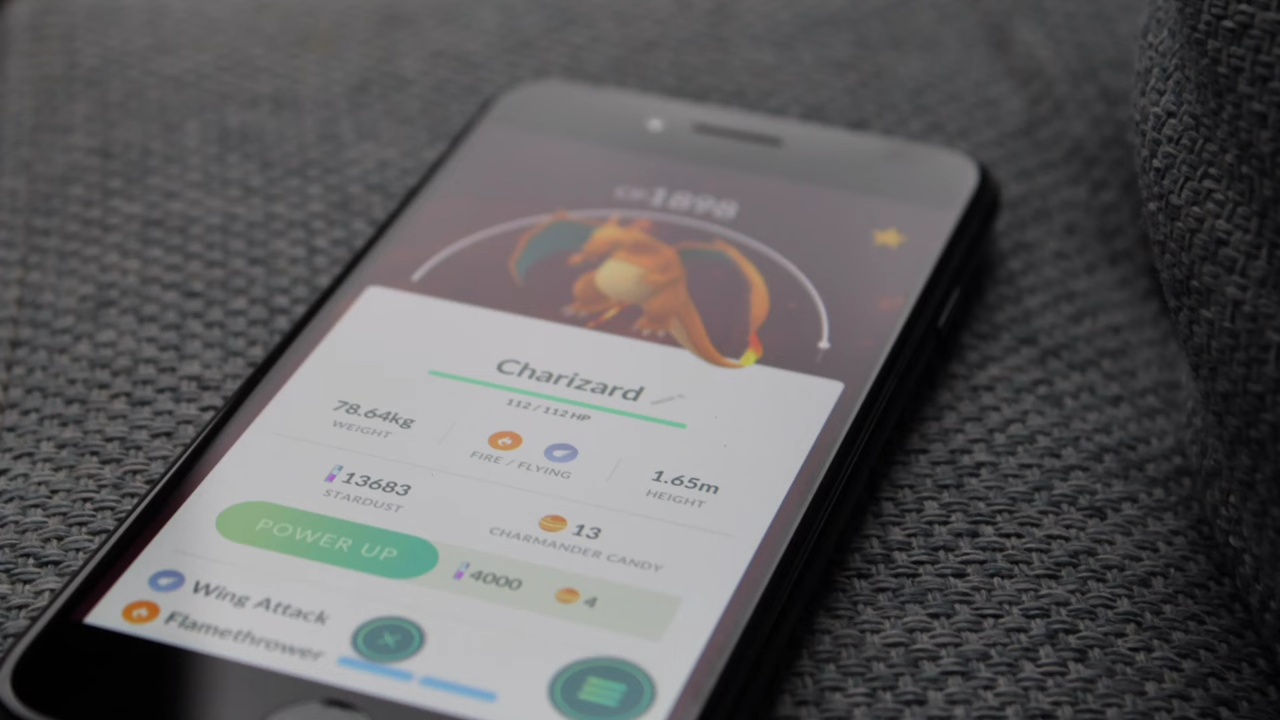 CP1898
Charizard
112 / 112 HP
78.64kg
WEIGHT
FIRE / FLYING
1.65m
HEIGHT
13683
STARDUST
13
CHARMANDER CANDY
POWER UP
4000
4
Wing Attack
Flamethrower